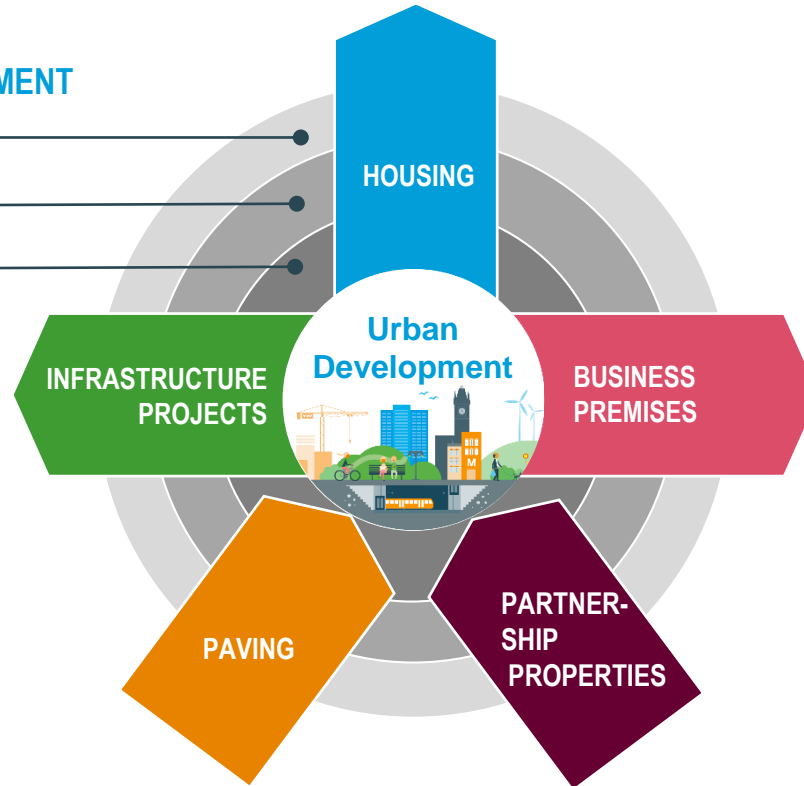 MENT
HOUSING
Urban
Development
INFRASTRUCTURE
PROJECTS
BUSINESS
PREMISES
M
PAVING
PARTNER-
SHIP
PROPERTIES